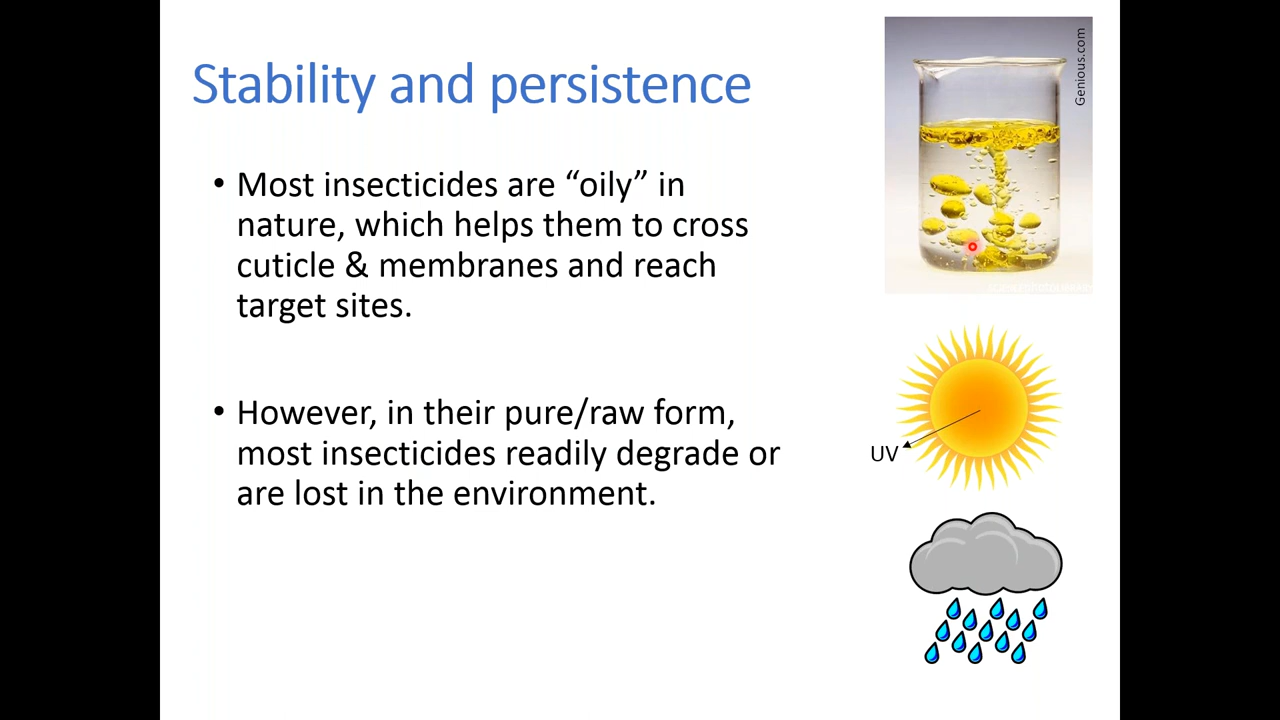 Stability and persistence
• Most insecticides are “oily” in
nature, which helps them to cross
cuticle & membranes and reach
target sites.
• However, in their pure/raw form,
most insecticides readily degrade or
are lost in the environment.
Genious.com
UV